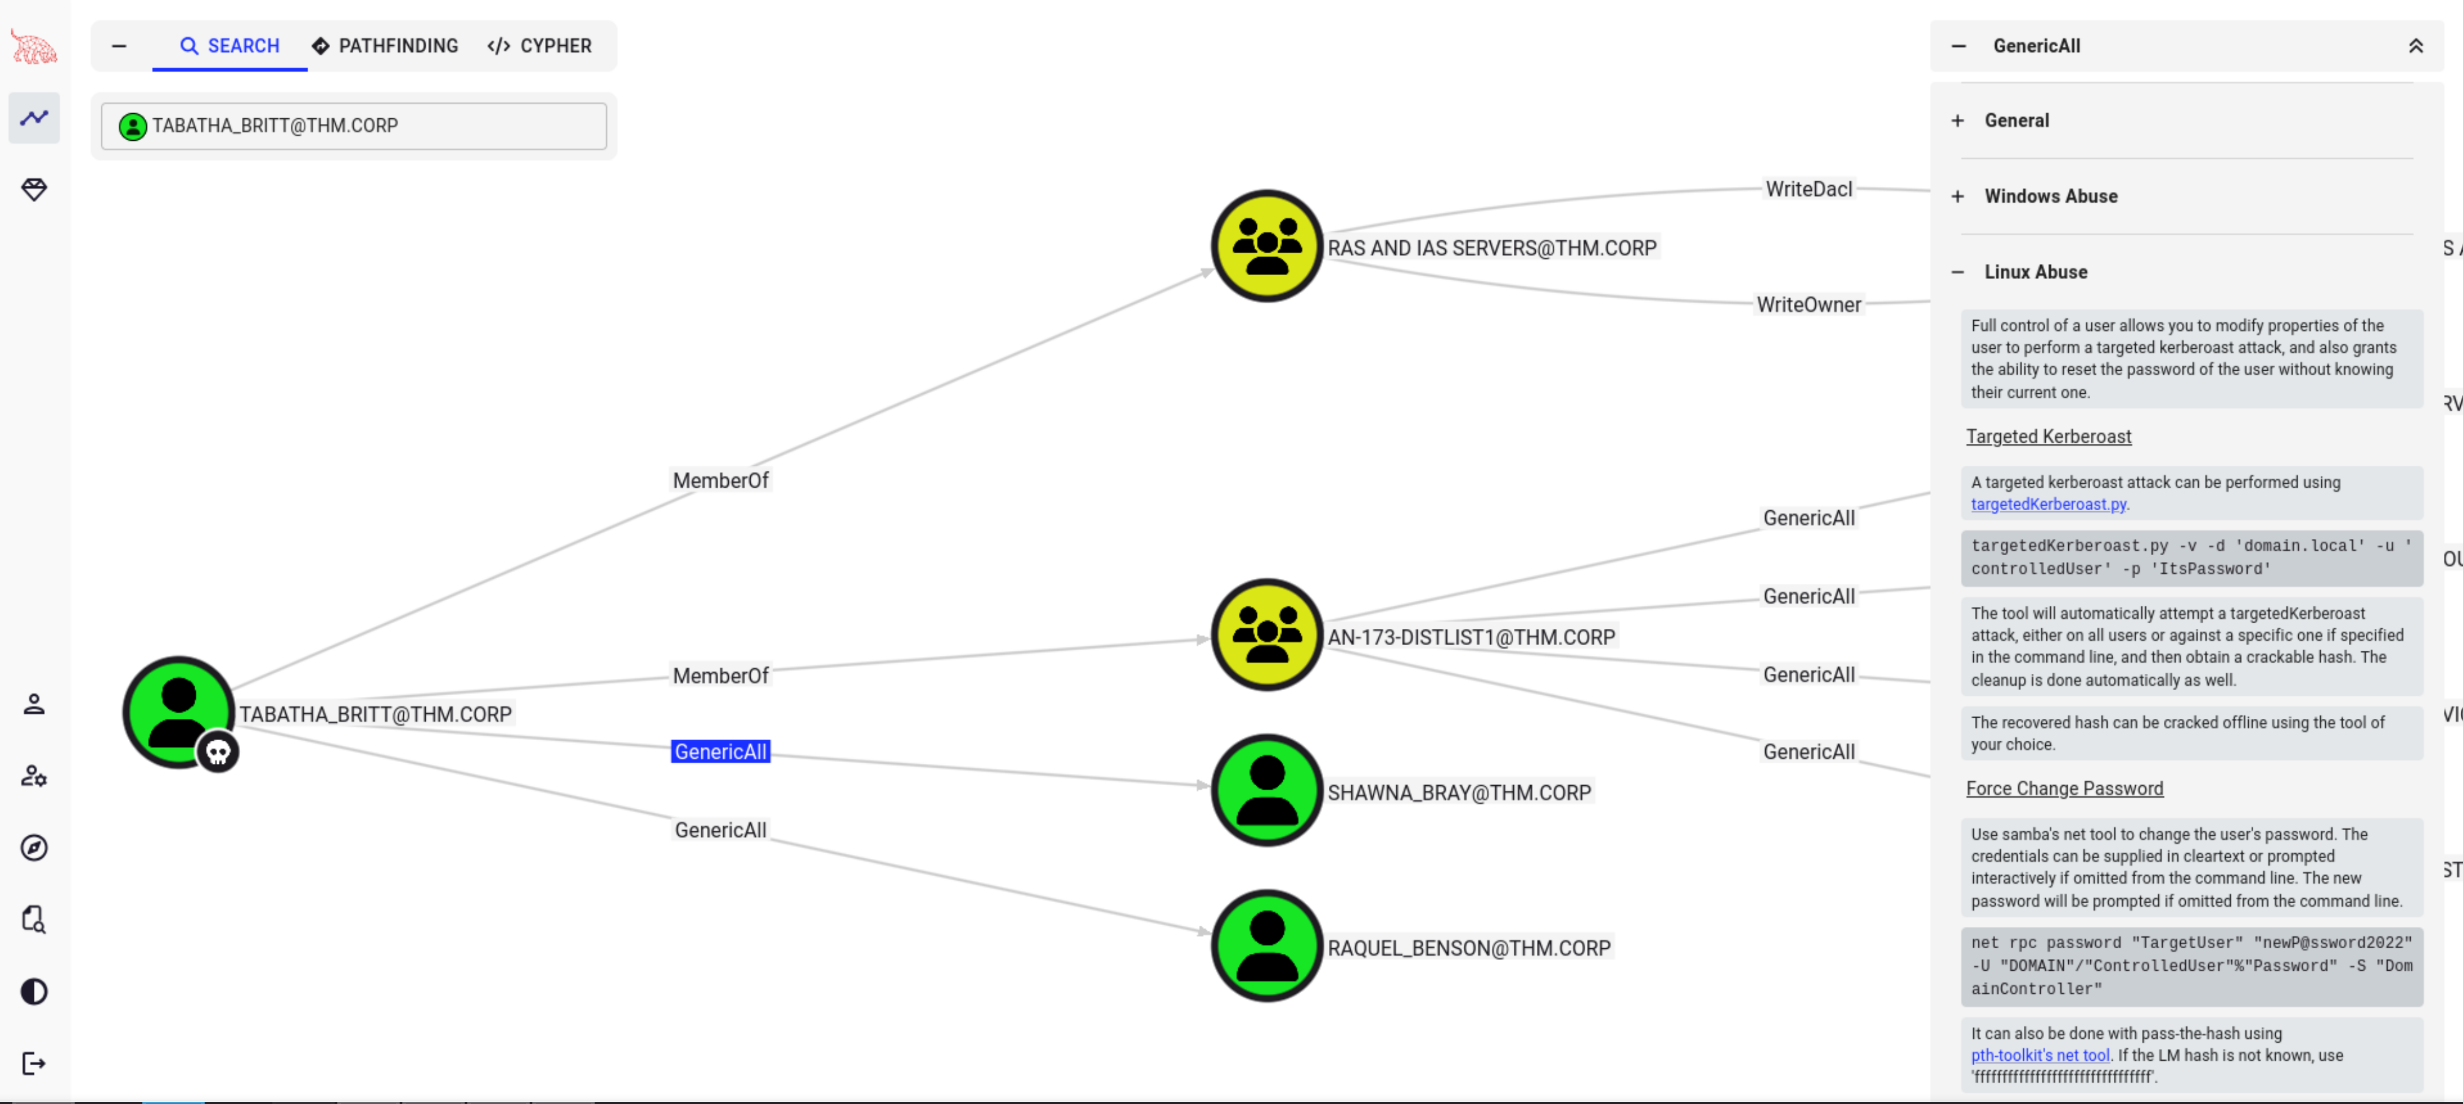 SEARCH
PATHFINDING
</> CYPHER
TABATHA_BRITT@THM.CORP
WriteDacl
RAS AND IAS SERVERS@THM.CORP
WriteOwner
MemberOf
GenericAll
GenericAll
AN-173-DISTLIST1@THM.CORP
MemberOf
GenericAll
TABATHA_BRITT@THM.CORP
GenericAll
GenericAll
SHAWNA_BRAY@THM.CORP
GenericAll
RAQUEL_BENSON@THM.CORP
GenericAll
General
Windows Abuse
Linux Abuse
Full control of a user allows you to modify properties of the
user to perform a targeted kerberoast attack, and also grants
the ability to reset the password of the user without knowing
their current one.
Targeted Kerberoast
A targeted kerberoast attack can be performed using
targetedKerberoast.py.
targetedKerberoast.py -v -d 'domain.local' -u '
controlledUser' -p 'ItsPassword'
The tool will automatically attempt a targetedKerberoast
attack, either on all users or against a specific one if specified
in the command line, and then obtain a crackable hash. The
cleanup is done automatically as well.
The recovered hash can be cracked offline using the tool of
your choice.
Force Change Password
Use samba's net tool to change the user's password. The
credentials can be supplied in cleartext or prompted
interactively if omitted from the command line. The new
password will be prompted if omitted from the command line.
net rpc password "TargetUser" "newP@ssword2022"
-U "DOMAIN"/"ControlledUser"%"Password" -S "Dom
ainController"
It can also be done with pass-the-hash using
pth-toolkit's net tool. If the LM hash is not known, use
'ffffffffffffffffffffffffffffffff'.